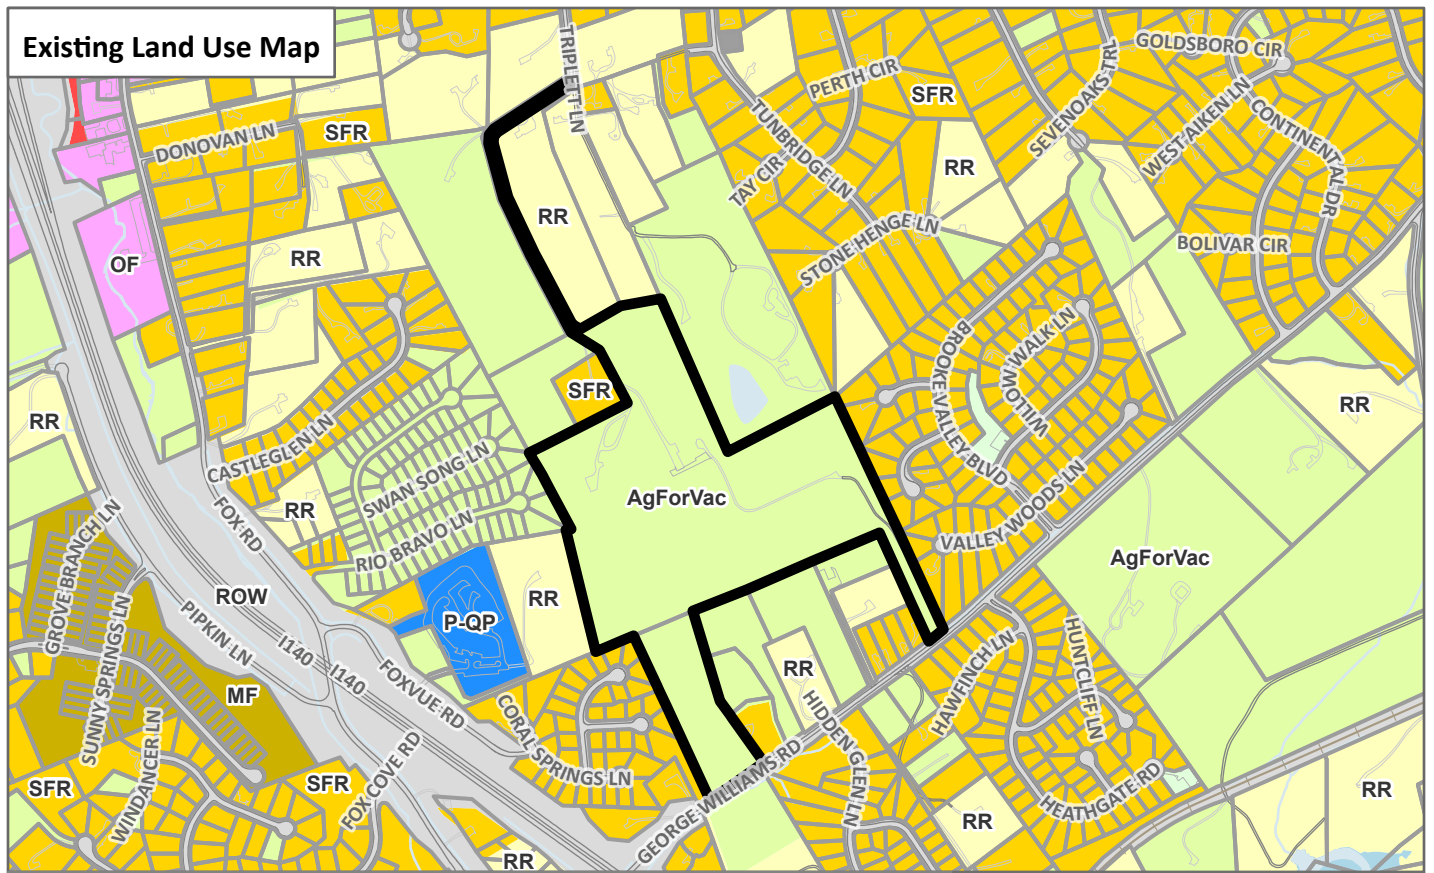 Existing Land Use Map
TRIPLETT LN
GOLDSBORO CIR
PERTH CIR
SFR
SEVENOAKS TRL
WEST AIKEN LN
CONTINENTAL DR
DONOVAN LN
SFR
TUNBRIDGE LN
TAY CIR
RR
RR
STONE HENGE LN
BOLIVAR CIR
OF
RR
BROOKE VALLEY BLVD
WILLOW WALK LN
SFR
RR
RR
CASTLEGLEN LN
SWAN SONG LN
RIO BRAVO LN
RR
FOX RD
AgForVac
VALLEY WOODS LN
AgForVac
GROVE BRANCH LN
SUNNY SPRINGS LN
ROW
PIPKIN LN
I140
I140
P-QP
RR
FOXVUE RD
MF
CORAL SPRINGS LN
RR
HIDDEN GLEN LN
HAWFINCH LN
HUNTCLIFF LN
HEATHGATE RD
GEORGE WILLIAMS RD
SFR
WINDANCER LN
SFR
FOX COVE RD
RR
RR
RR